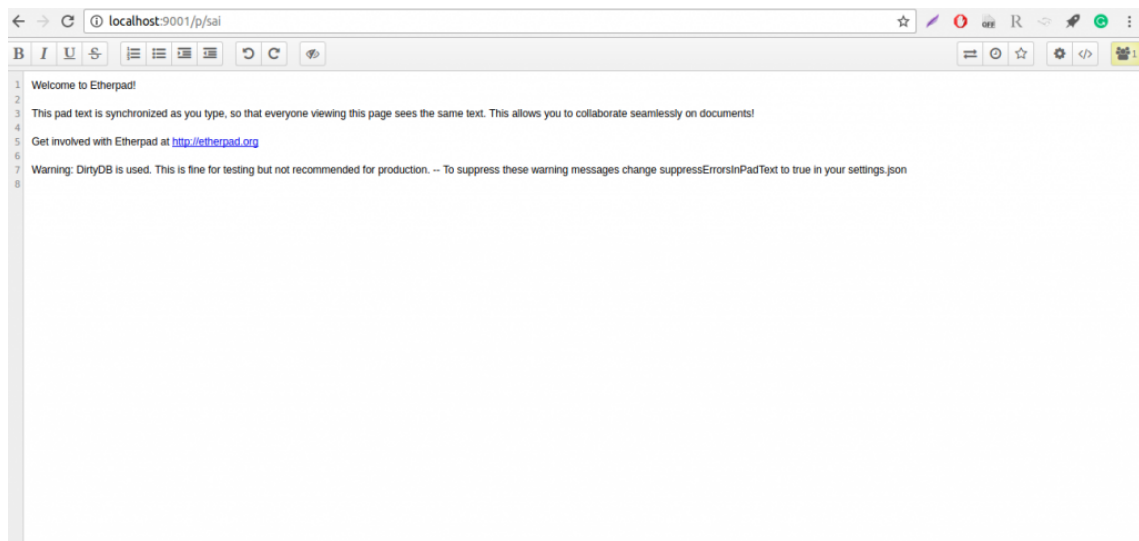 localhost:9001/p/sai
OFF R
B I U S
1
1 Welcome to Etherpad!
2
3 This pad text is synchronized as you type, so that everyone viewing this page sees the same text. This allows you to collaborate seamlessly on documents!
4
5 Get involved with Etherpad at http://etherpad.org
6
7 Warning: DirtyDB is used. This is fine for testing but not recommended for production. -- To suppress these warning messages change suppressErrorsInPadText to true in your settings.json
8